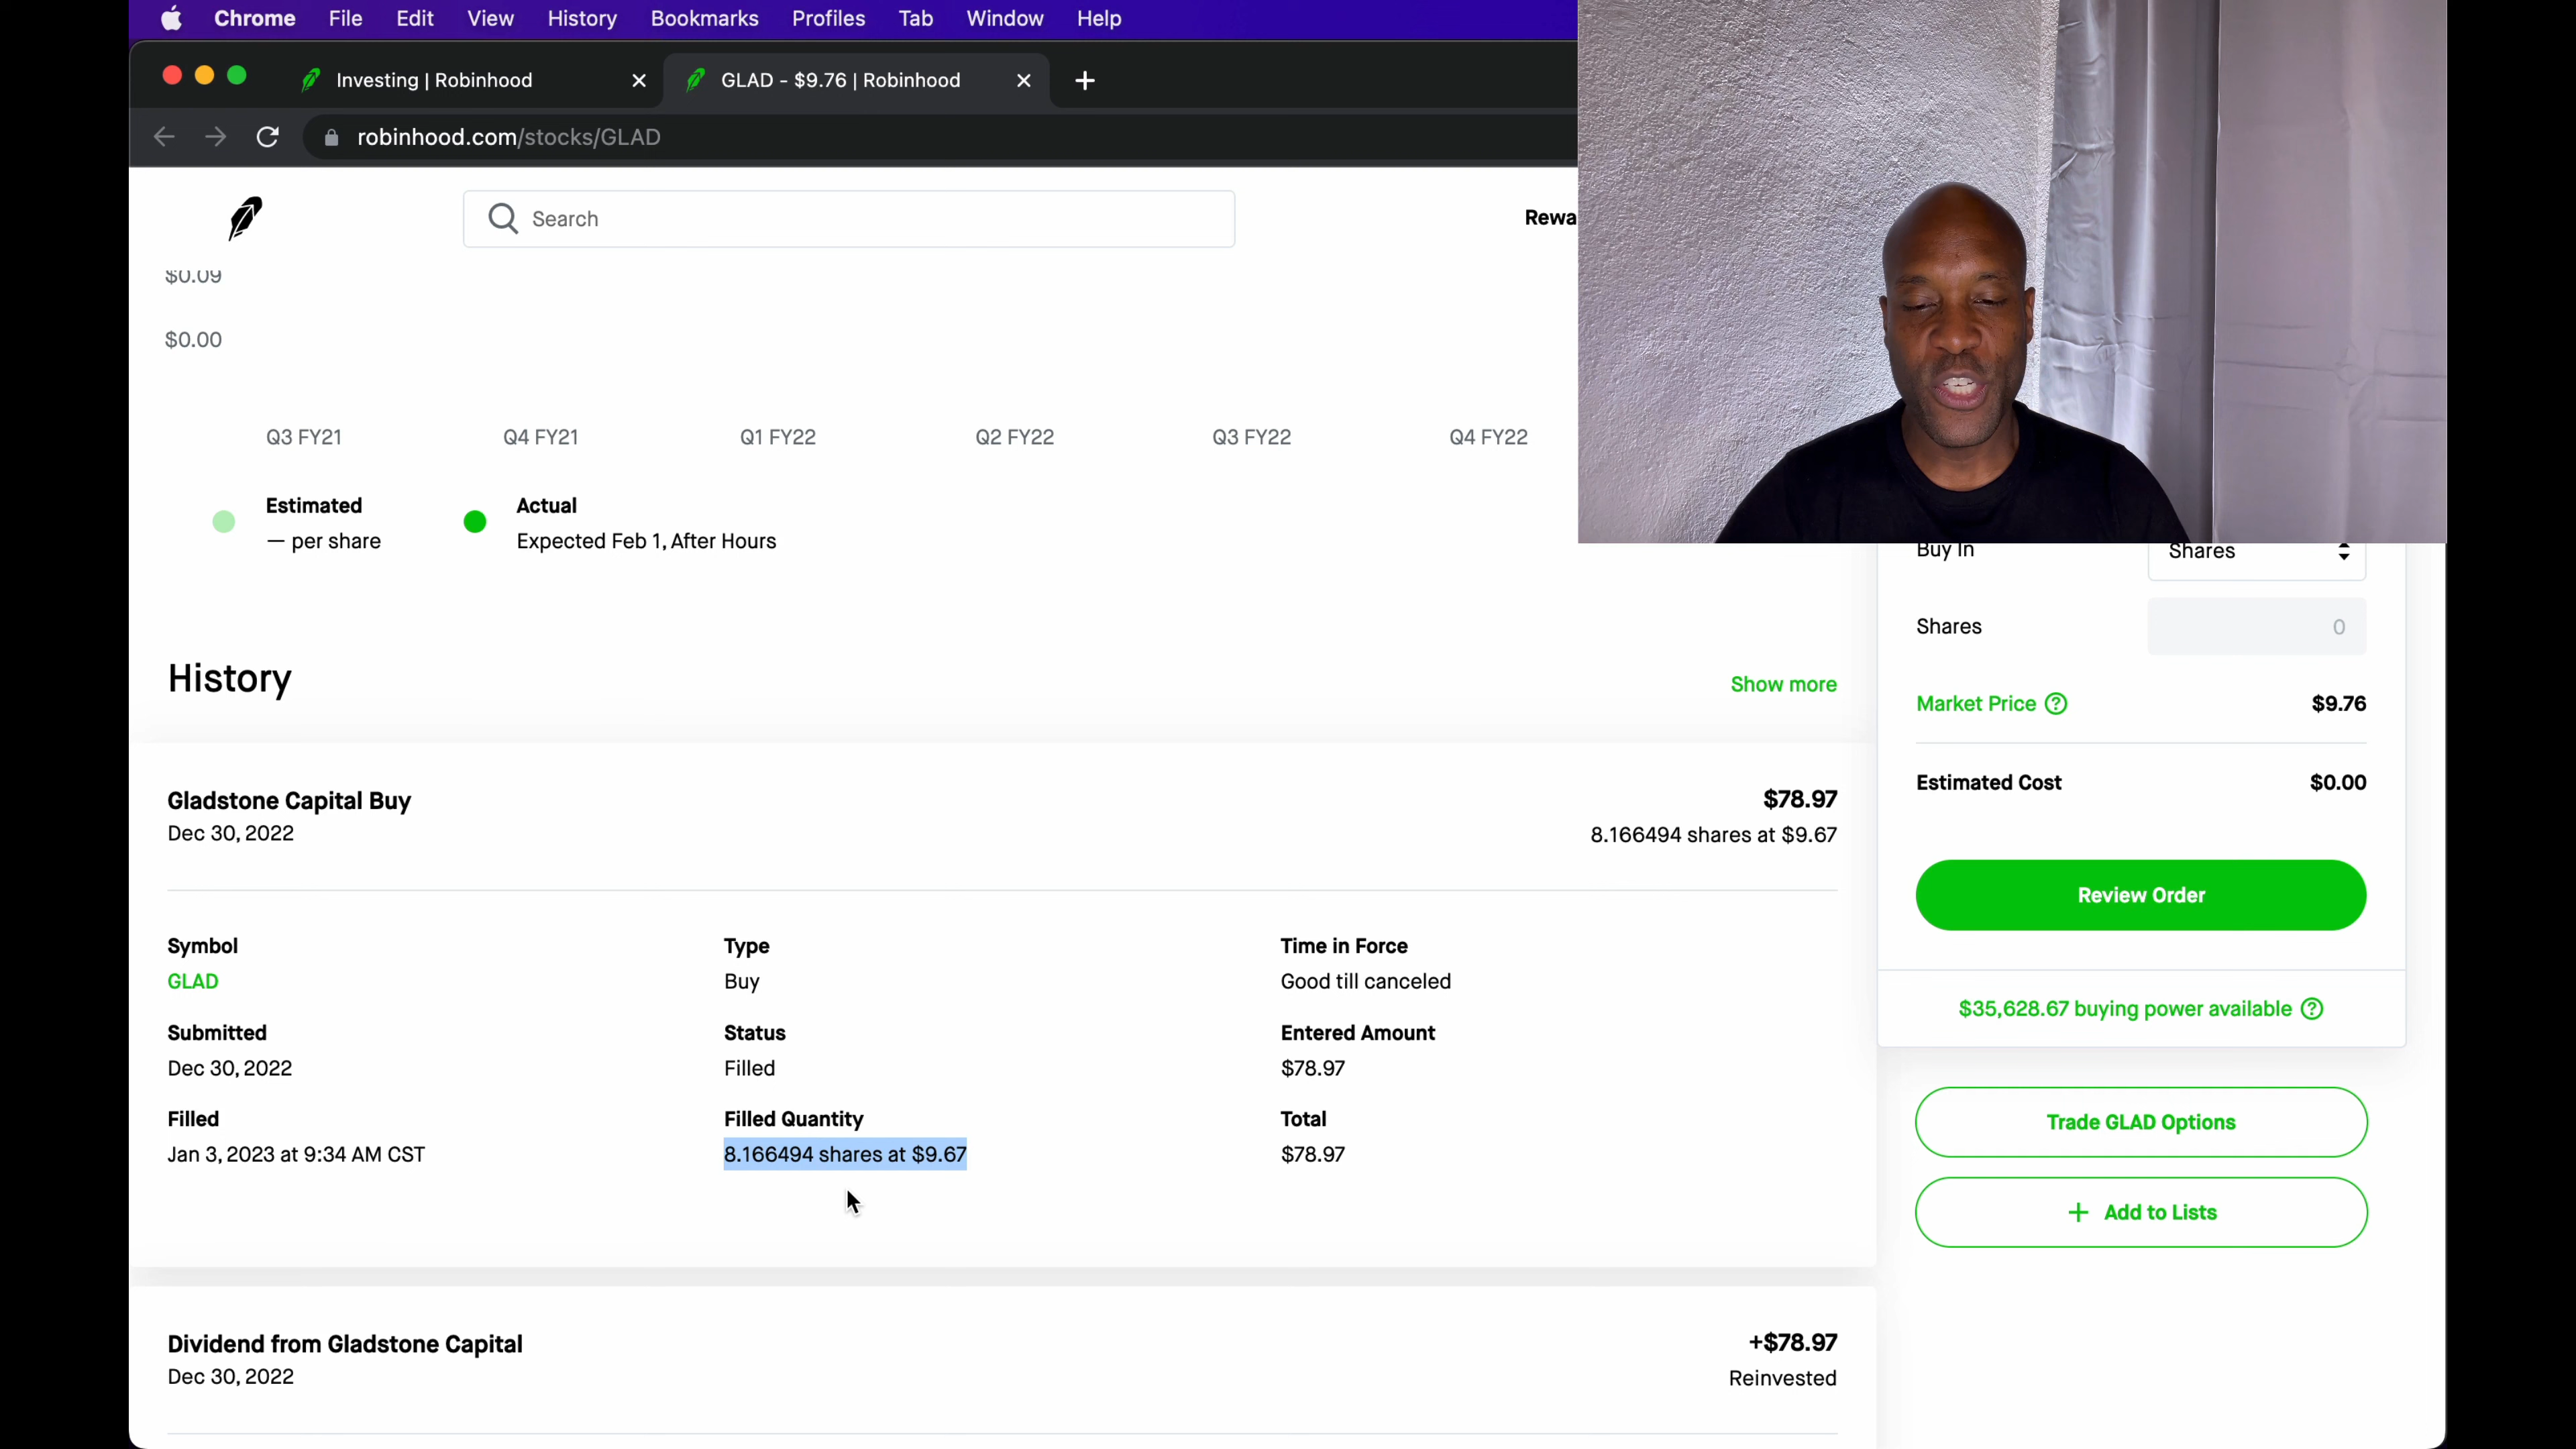 Chrome File Edit View History Bookmarks Profiles Tab Window Help
Investing | Robinhood
GLAD - $9.76 | Robinhood
robinhood.com/stocks/GLAD
Search
Rewa
$0.09
$0.00
Q3 FY21 Q4 FY21 Q1 FY22 Q2 FY22 Q3 FY22 Q4 FY22
Estimated
— per share
Actual
Expected Feb 1, After Hours
Buy In Shares
Shares 0
Market Price $9.76
Estimated Cost $0.00
Review Order
$35,628.67 buying power available
Trade GLAD Options
+ Add to Lists
History
Show more
Gladstone Capital Buy
Dec 30, 2022
$78.97
8.166494 shares at $9.67
Symbol
GLAD
Type
Buy
Time in Force
Good till canceled
Submitted
Dec 30, 2022
Status
Filled
Entered Amount
$78.97
Filled
Jan 3, 2023 at 9:34 AM CST
Filled Quantity
8.166494 shares at $9.67
Total
$78.97
Dividend from Gladstone Capital
Dec 30, 2022
+$78.97
Reinvested